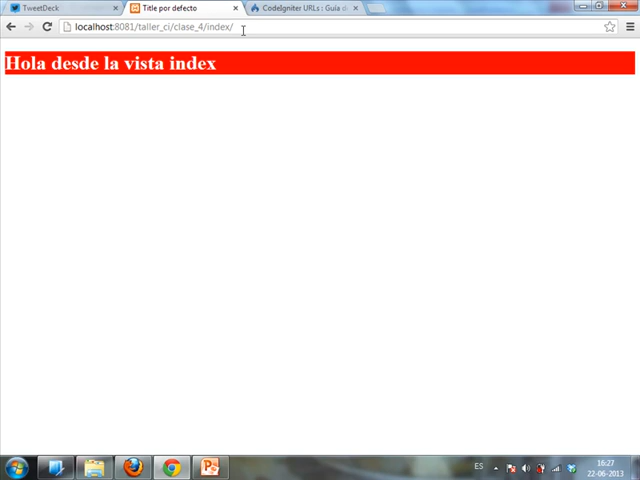 TweetDeck
Title por defecto
CodeIgniter URLs : Guía d
localhost:8081/taller_ci/clase_4/index/
Hola desde la vista index
ES
16:27
22-06-2013